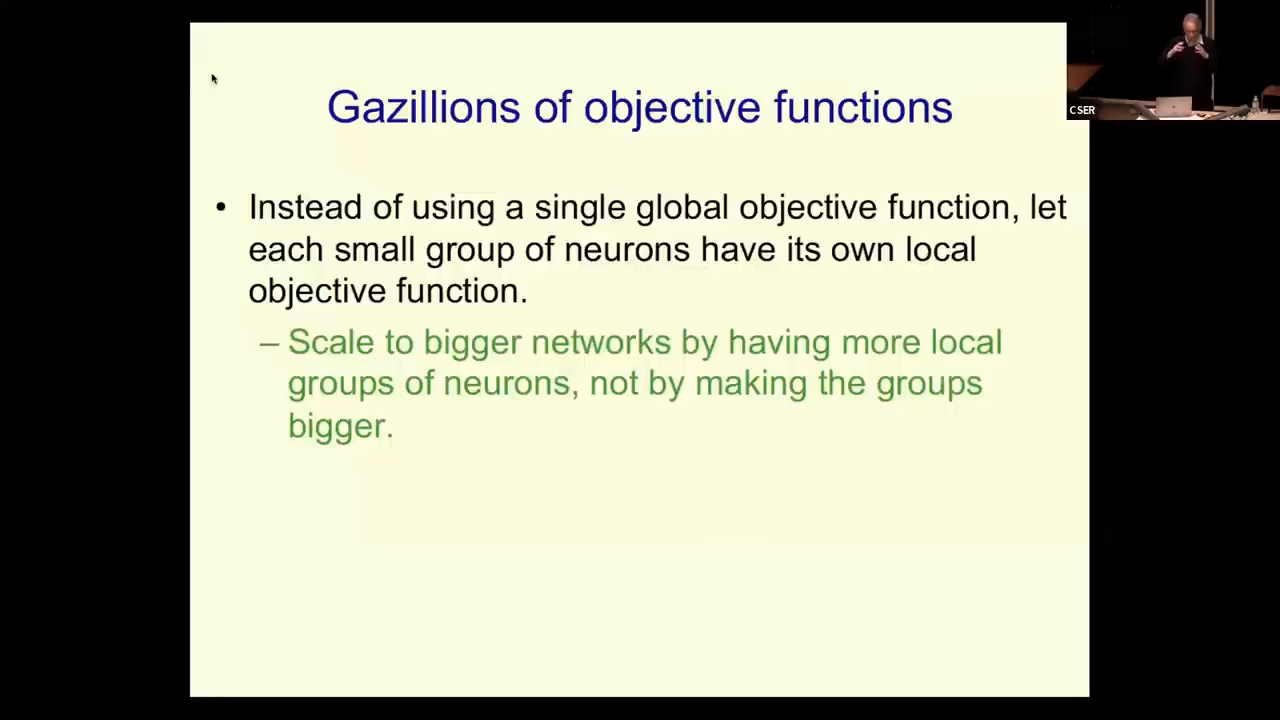 Gazillions of objective functions
CSER
• Instead of using a single global objective function, let
each small group of neurons have its own local
objective function.
– Scale to bigger networks by having more local
groups of neurons, not by making the groups
bigger.